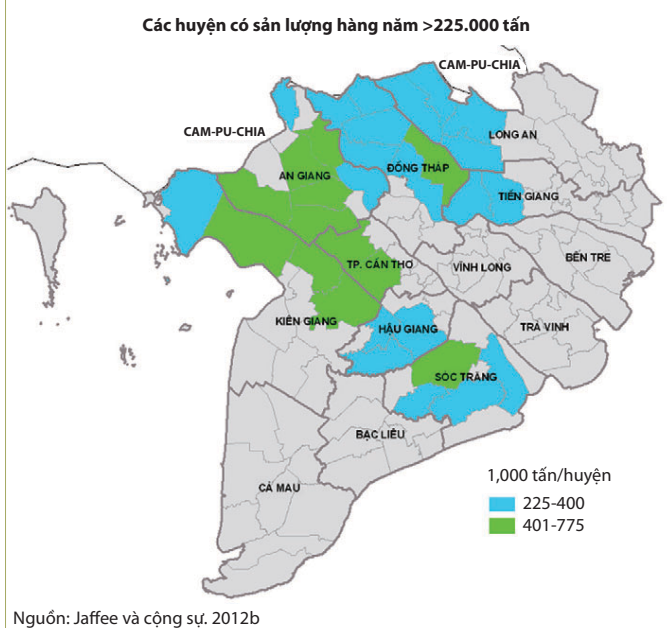 Các huyện có sản lượng hàng năm >225.000 tấn
CAM-PU-CHIA
CAM-PU-CHIA
LONG AN
ĐỒNG THÁP
AN GIANG
TIỀN GIANG
BẾN TRE
TP. CẦN THƠ
VĨNH LONG
KIÊN GIANG
HẬU GIANG
TRÀ VINH
SÓC TRĂNG
BẠC LIÊU
CÀ MAU
1,000 tấn/huyện
225-400
401-775
Nguồn: Jaffee và cộng sự. 2012b